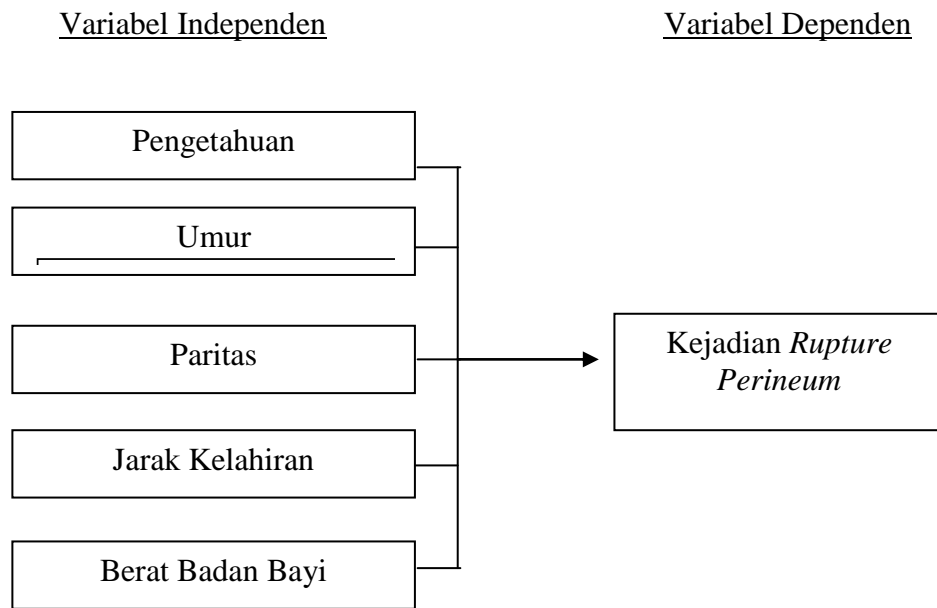 Variabel Independen
Variabel Dependen
Pengetahuan
Umur
Paritas
Jarak Kelahiran
Berat Badan Bayi
Kejadian Rupture
Perineum